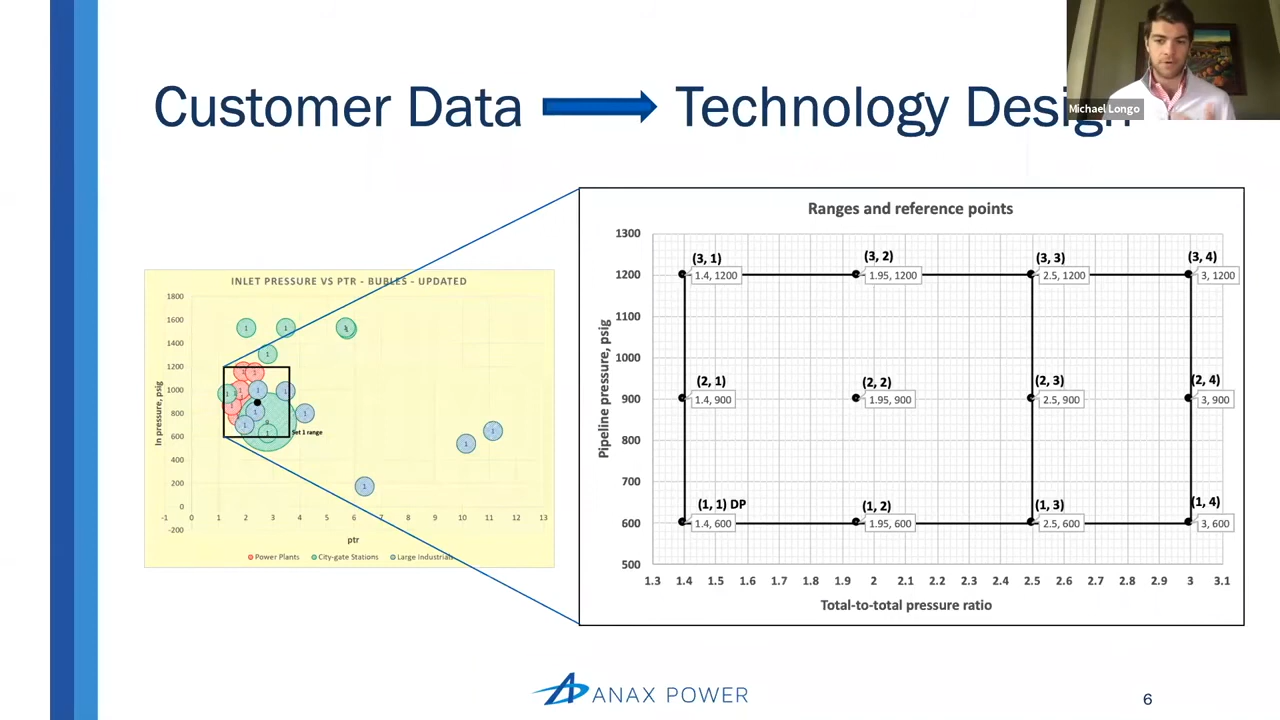 Customer Data
Technology Design
Michael Longo
INLET PRESSURE VS PTR - BUBLES - UPDATED
In pressure, psig
1800
1600
1400
1200
1000
800
600
400
200
0
-200
-1 0 1 2 3 4 5 6 7 8 9 10 11 12 13
ptr
Set 1 range
Power Plants City-gate Stations Large Industrials
Ranges and reference points
Pipeline pressure, psig
1300
1200
1100
1000
900
800
700
600
500
(3, 1) (3, 2) (3, 3) (3, 4)
1.4, 1200 1.95, 1200 2.5, 1200 3, 1200
(2, 1) (2, 2) (2, 3) (2, 4)
1.4, 900 1.95, 900 2.5, 900 3, 900
(1, 1) DP (1, 2) (1, 3) (1, 4)
1.4, 600 1.95, 600 2.5, 600 3, 600
1.3 1.4 1.5 1.6 1.7 1.8 1.9 2 2.1 2.2 2.3 2.4 2.5 2.6 2.7 2.8 2.9 3 3.1
Total-to-total pressure ratio
ANAX POWER
6